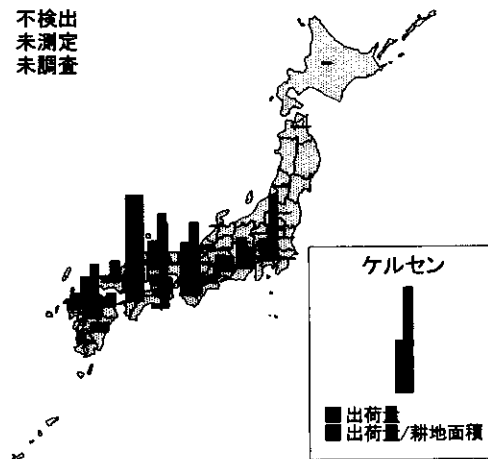 不検出
未測定
未調査
ケルセン
出荷量
出荷量/耕地面積